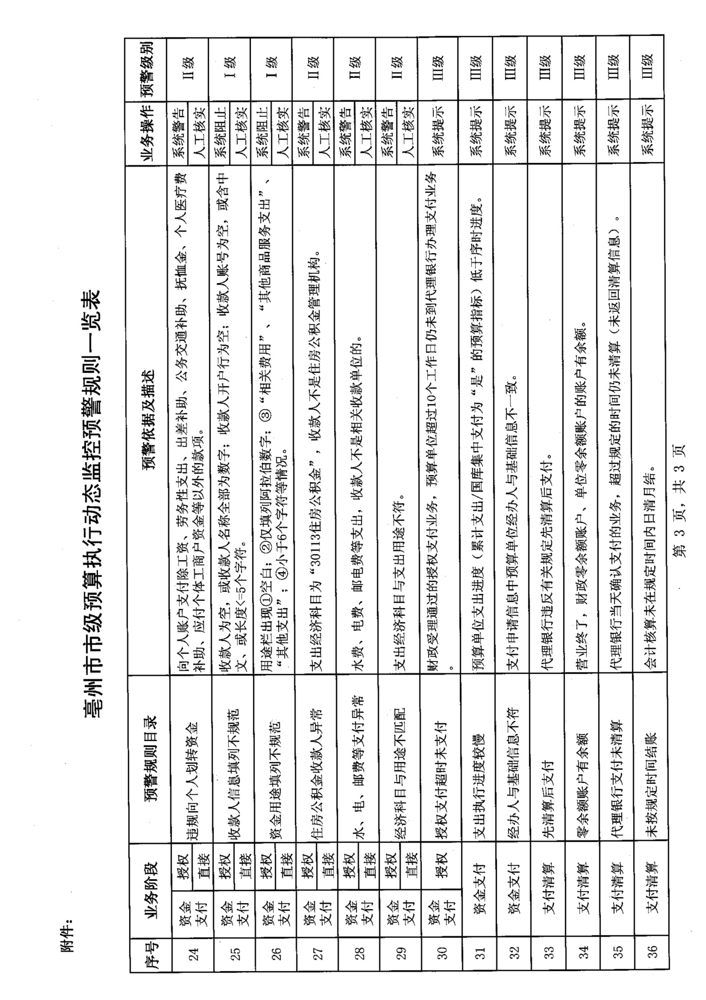 附件：
亳州市市级预算执行动态监控预警规则一览表
序号 业务阶段 预警规则目录 预警依据及描述 业务操作 预警级别
24 资金支付 授权 直接 违规向个人划转资金 向个人账户支付除工资、劳务性支出、出差补助、公务交通补助、抚恤金、个人医疗费
补助、应付个体工商户资金等以外的款项。 系统警告 人工核实 II级
25 资金支付 授权 直接 收款人信息填列不规范 收款人为空，或收款人名称全部为数字；收款人开户行为空；收款人账号为空，或含中
文、或长度<=5个字符。 系统阻止 人工核实 I级
26 资金支付 授权 直接 资金用途填列不规范 用途栏出现①空白；②仅填列阿拉伯数字；③“相关费用”、“其他商品服务支出”、
“其他支出”；④小于6个字符等情况。 系统阻止 人工核实 I级
27 资金支付 授权 直接 住房公积金收款人异常 支出经济科目为“30113住房公积金”，收款人不是住房公积金管理机构。 系统警告 人工核实 II级
28 资金支付 授权 直接 水、电、邮费等支付异常 水费、电费、邮电费等支出，收款人不是相关收款单位的。 系统警告 人工核实 II级
29 资金支付 授权 直接 经济科目与用途不匹配 支出经济科目与支出用途不符。 系统警告 人工核实 II级
30 资金支付 授权 授权支付超时未支付 财政受理通过的授权支付业务，预算单位超过10个工作日仍未到代理银行办理支付业务
。 系统提示 III级
31 资金支付 支出执行进度较慢 预算单位支出进度（累计支出/国库集中支付为“是”的预算指标）低于序时进度。 系统提示 III级
32 资金支付 经办人与基础信息不符 支付申请信息中预算单位经办人与基础信息不一致。 系统提示 III级
33 支付清算 先清算后支付 代理银行违反有关规定先清算后支付。 系统提示 III级
34 支付清算 零余额账户有余额 营业终了，财政零余额账户、单位零余额账户的账户有余额。 系统提示 III级
35 支付清算 代理银行支付未清算 代理银行当天确认支付的业务，超过规定的时间仍未清算（未返回清算信息）。 系统提示 III级
36 支付清算 未按规定时间结账 会计核算未在规定时间内日清月结。 系统提示 III级
第 3 页，共 3 页